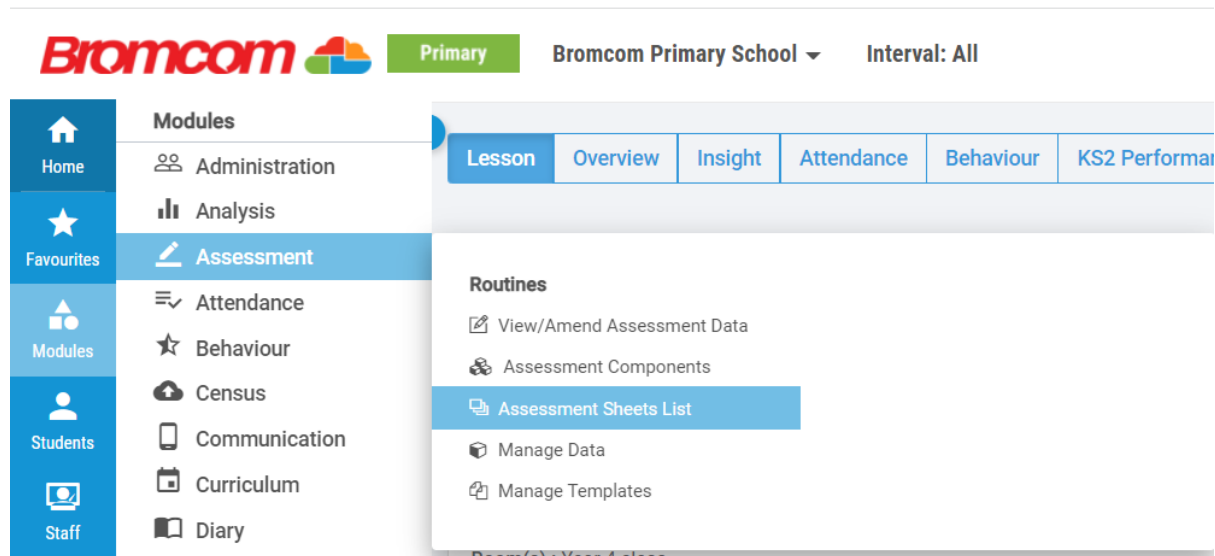 Bromcom Primary Bromcom Primary School Interval: All
Home
Favourites
Modules
Students
Staff
Modules
Administration
Analysis
Assessment
Attendance
Behaviour
Census
Communication
Curriculum
Diary
Lesson Overview Insight Attendance Behaviour KS2 Performa
Routines
View/Amend Assessment Data
Assessment Components
Assessment Sheets List
Manage Data
Manage Templates